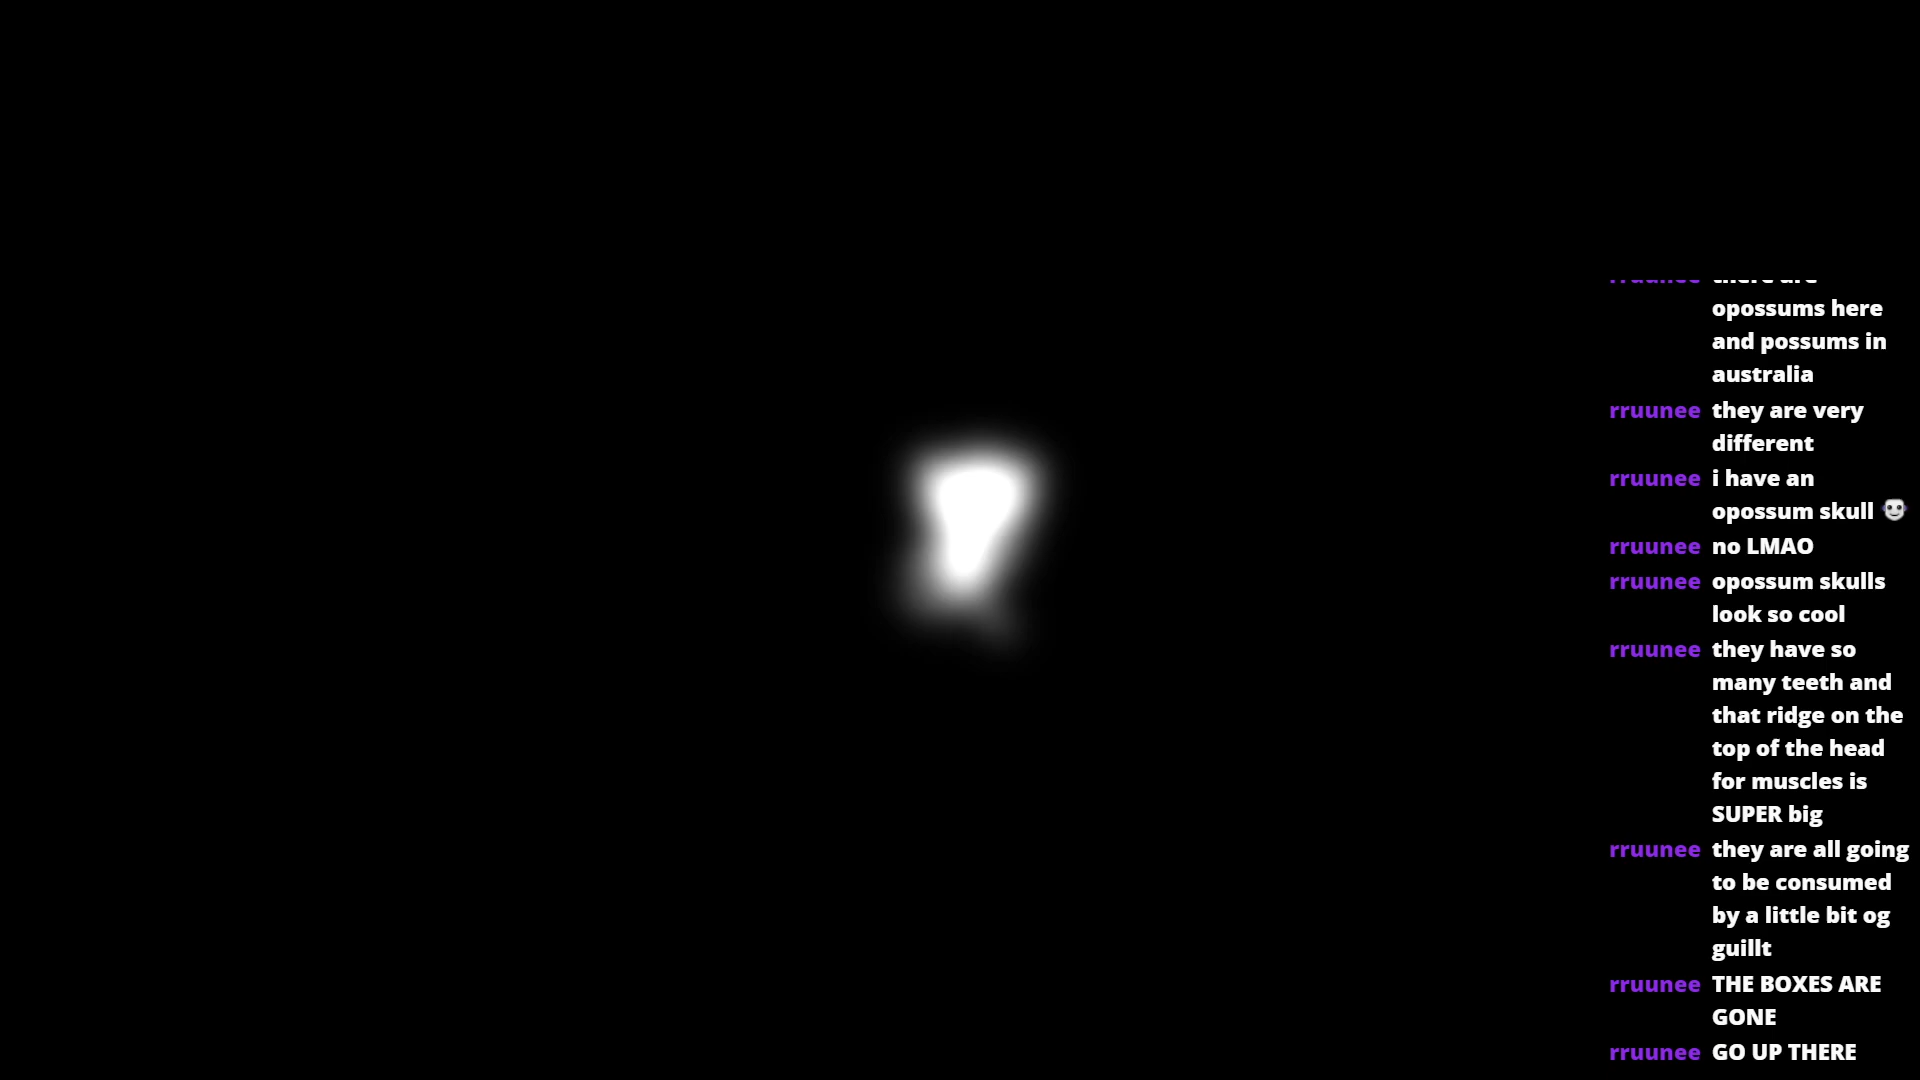 rruunee there are
opossums here
and possums in
australia
rruunee they are very
different
rruunee i have an
opossum skull
rruunee no LMAO
rruunee opossum skulls
look so cool
rruunee they have so
many teeth and
that ridge on the
top of the head
for muscles is
SUPER big
rruunee they are all going
to be consumed
by a little bit og
guillt
rruunee THE BOXES ARE
GONE
rruunee GO UP THERE